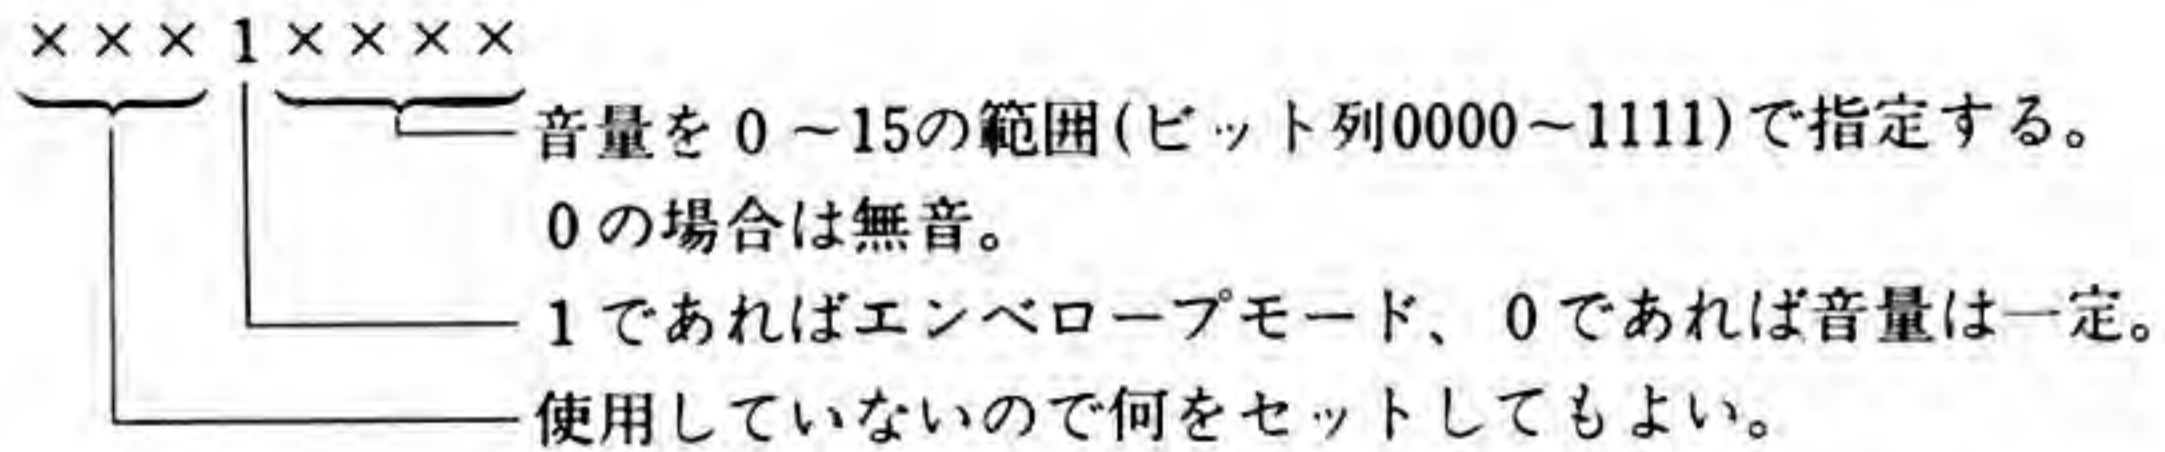 ×××1××××
音量を0～15の範囲(ビット列0000～1111)で指定する。
0の場合は無音。
1であればエンベロープモード、0であれば音量は一定。
使用していないので何をセットしてもよい。